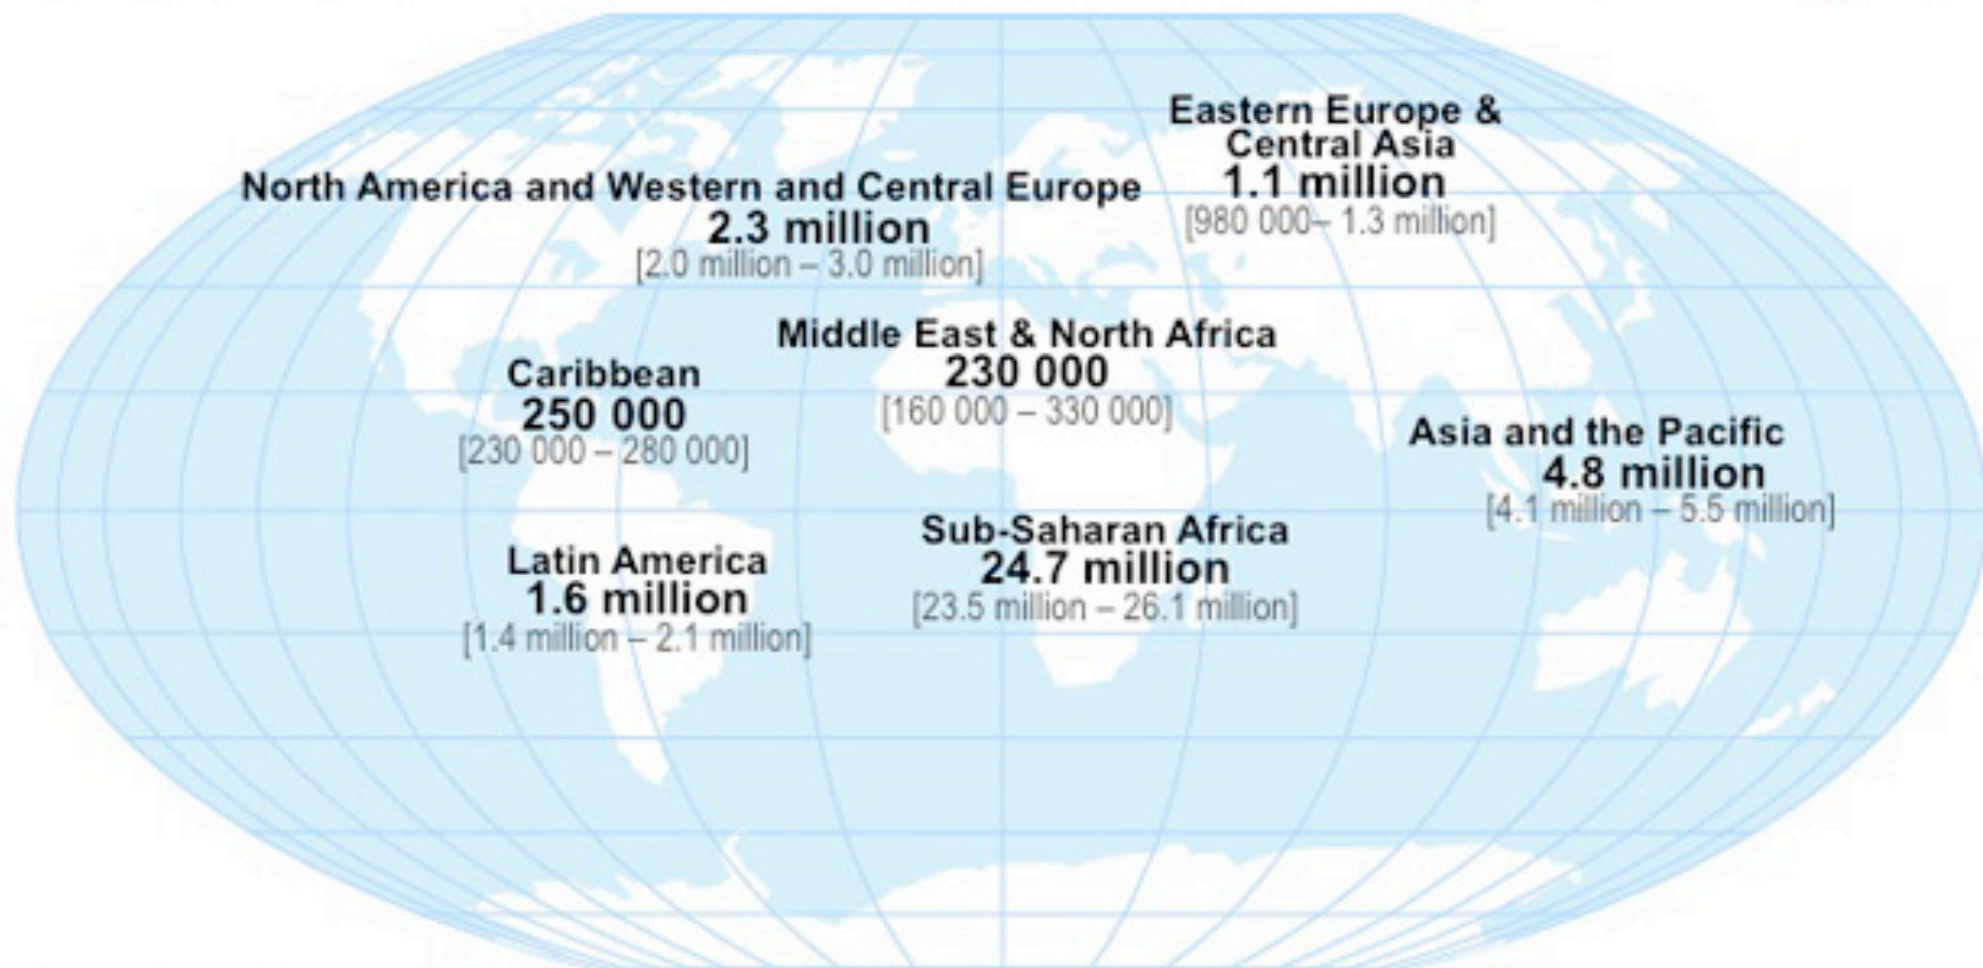 Eastern Europe &
Central Asia
1.1 million
[980 000– 1.3 million]
North America and Western and Central Europe
2.3 million
[2.0 million – 3.0 million]
Middle East & North Africa
230 000
[160 000 – 330 000]
Caribbean
250 000
[230 000 – 280 000]
Asia and the Pacific
4.8 million
[4.1 million – 5.5 million]
Sub-Saharan Africa
24.7 million
[23.5 million – 26.1 million]
Latin America
1.6 million
[1.4 million – 2.1 million]